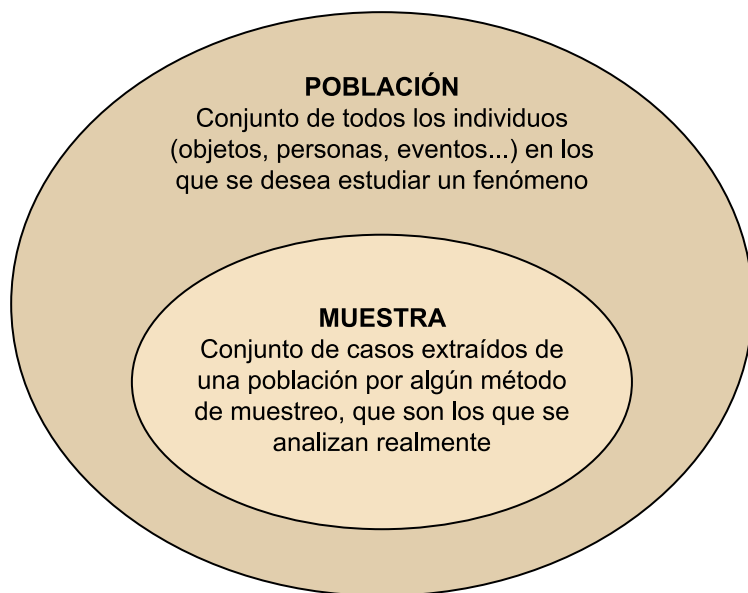 POBLACIÓN
Conjunto de todos los individuos
(objetos, personas, eventos...) en los
que se desea estudiar un fenómeno
MUESTRA
Conjunto de casos extraídos de
una población por algún método
de muestreo, que son los que se
analizan realmente